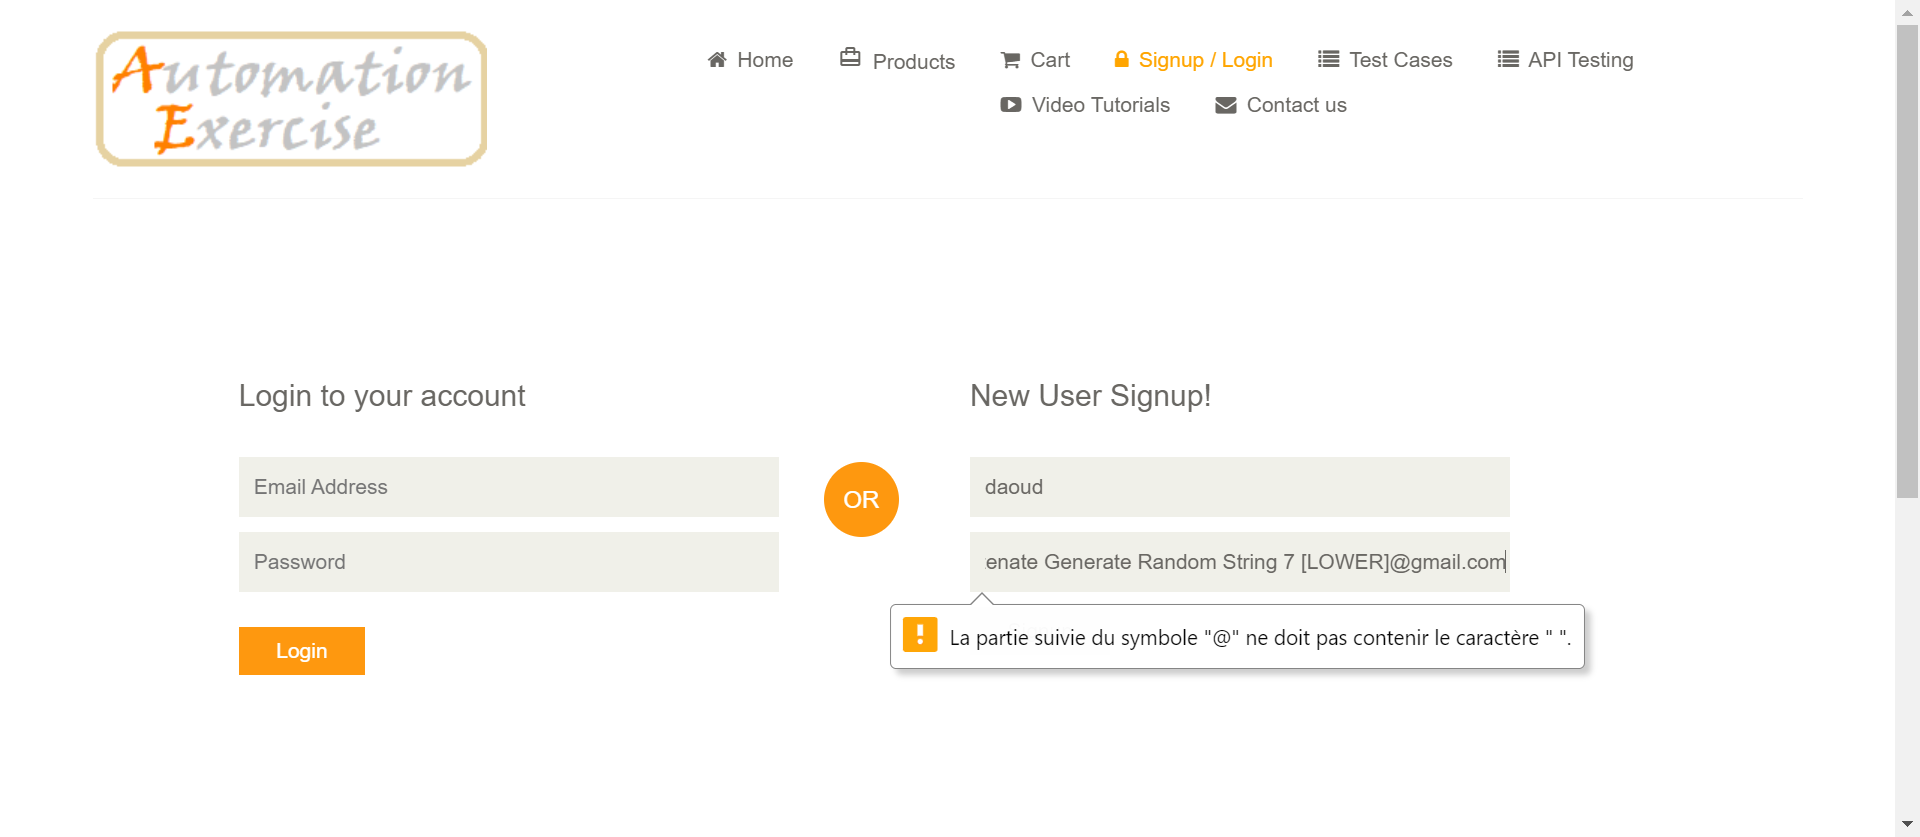 Automation
Exercise
Home
Products
Cart
Signup / Login
Test Cases
API Testing
Video Tutorials
Contact us
Login to your account
New User Signup!
Email Address
OR
daoud
Password
enate Generate Random String 7 [LOWER]@gmail.com
La partie suivie du symbole "@" ne doit pas contenir le caractère " ".
Login